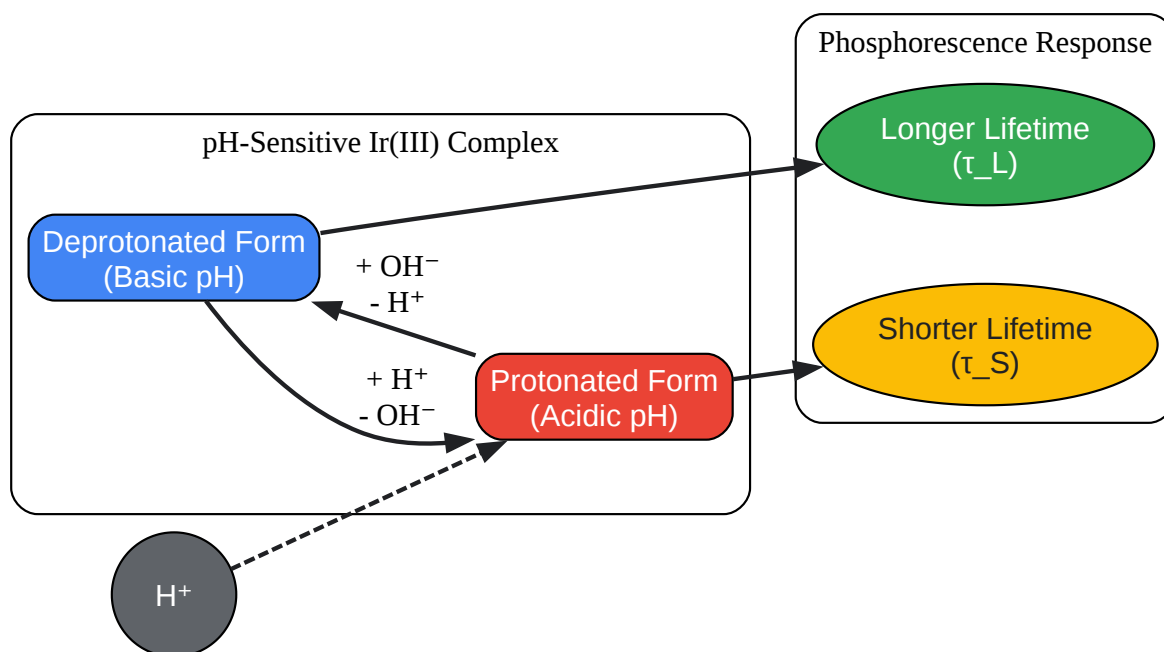 Phosphorescence Response
Longer Lifetime
(τ_L)
pH-Sensitive Ir(III) Complex
Deprotonated Form
(Basic pH)
+ OH⁻
- H⁺
Shorter Lifetime
(τ_S)
+ H⁺
- OH⁻
Protonated Form
(Acidic pH)
H⁺